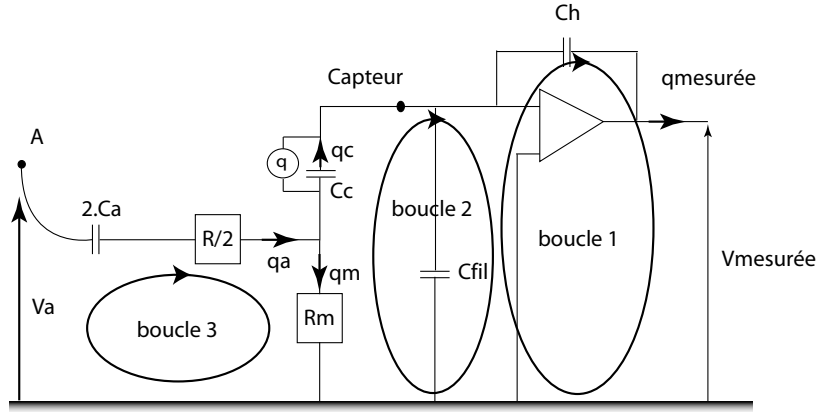 Ch
qmesurée
Capteur
A
qc
q
Cc
2.Ca
R/2
boucle 2
boucle 1
qa
qm
Cfil
Vmesurée
Va
Rm
boucle 3